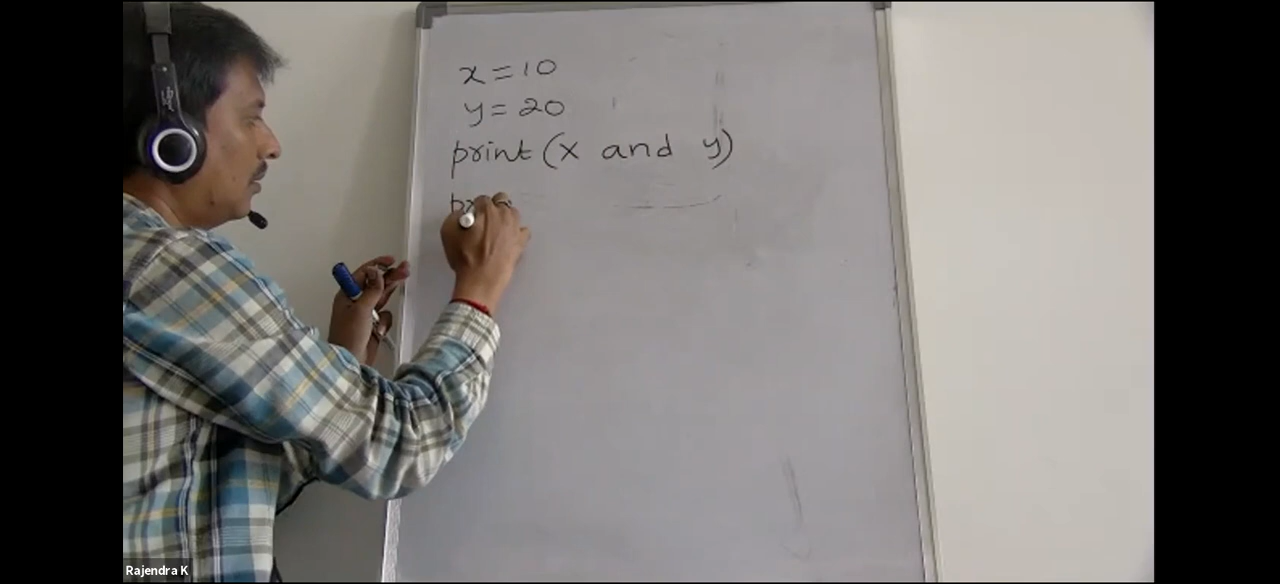 x = 10
y = 20
print (x and y)
Rajendra K